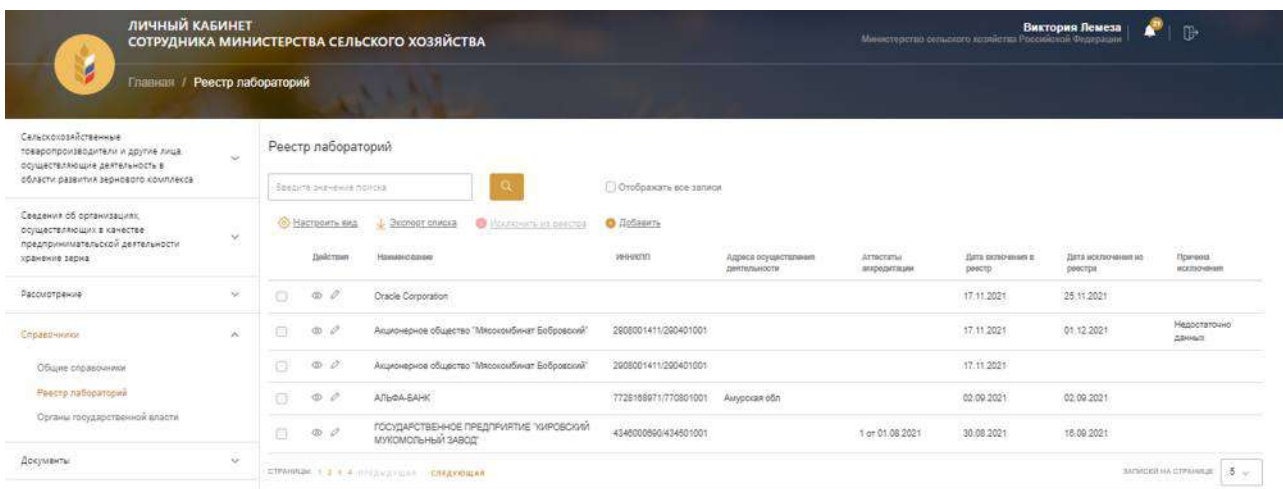 ЛИЧНЫЙ КАБИНЕТ
СОТРУДНИКА МИНИСТЕРСТВА СЕЛЬСКОГО ХОЗЯЙСТВА
Виктория Лемеза
Министерство сельского хозяйства Российской Федерации
21
Главная / Реестр лабораторий
Сельскохозяйственные
товаропроизводители и другие лица,
осуществляющие деятельность в
области развития зернового комплекса
Сведения об организациях,
осуществляющих в качестве
предпринимательской деятельности
хранение зерна
Рассмотрение
Справочники
Общие справочники
Реестр лабораторий
Органы государственной власти
Документы
Реестр лабораторий
Введите значение поиска
Отображать все записи
Настроить вид
Экспорт списка
Исключить из реестра
Добавить
Действия Наименование ИНН/КПП Адреса осуществления деятельности Аттестаты аккредитации Дата включения в реестр Дата исключения из реестра Причина исключения
Oracle Corporation 17.11.2021 25.11.2021
Акционерное общество "Мясокомбинат Бобровский" 2908001411/290401001 17.11.2021 01.12.2021 Недостаточно данных
Акционерное общество "Мясокомбинат Бобровский" 2908001411/290401001 17.11.2021
АЛЬФА-БАНК 7728168971/770801001 Амурская обл 02.09.2021 02.09.2021
ГОСУДАРСТВЕННОЕ ПРЕДПРИЯТИЕ "КИРОВСКИЙ
МУКОМОЛЬНЫЙ ЗАВОД" 4346000690/434501001 1 от 01.08.2021 30.08.2021 16.09.2021
СТРАНИЦЫ: 1 2 3 4 ПРЕДЫДУЩАЯ СЛЕДУЮЩАЯ
ЗАПИСЕЙ НА СТРАНИЦЕ: 5